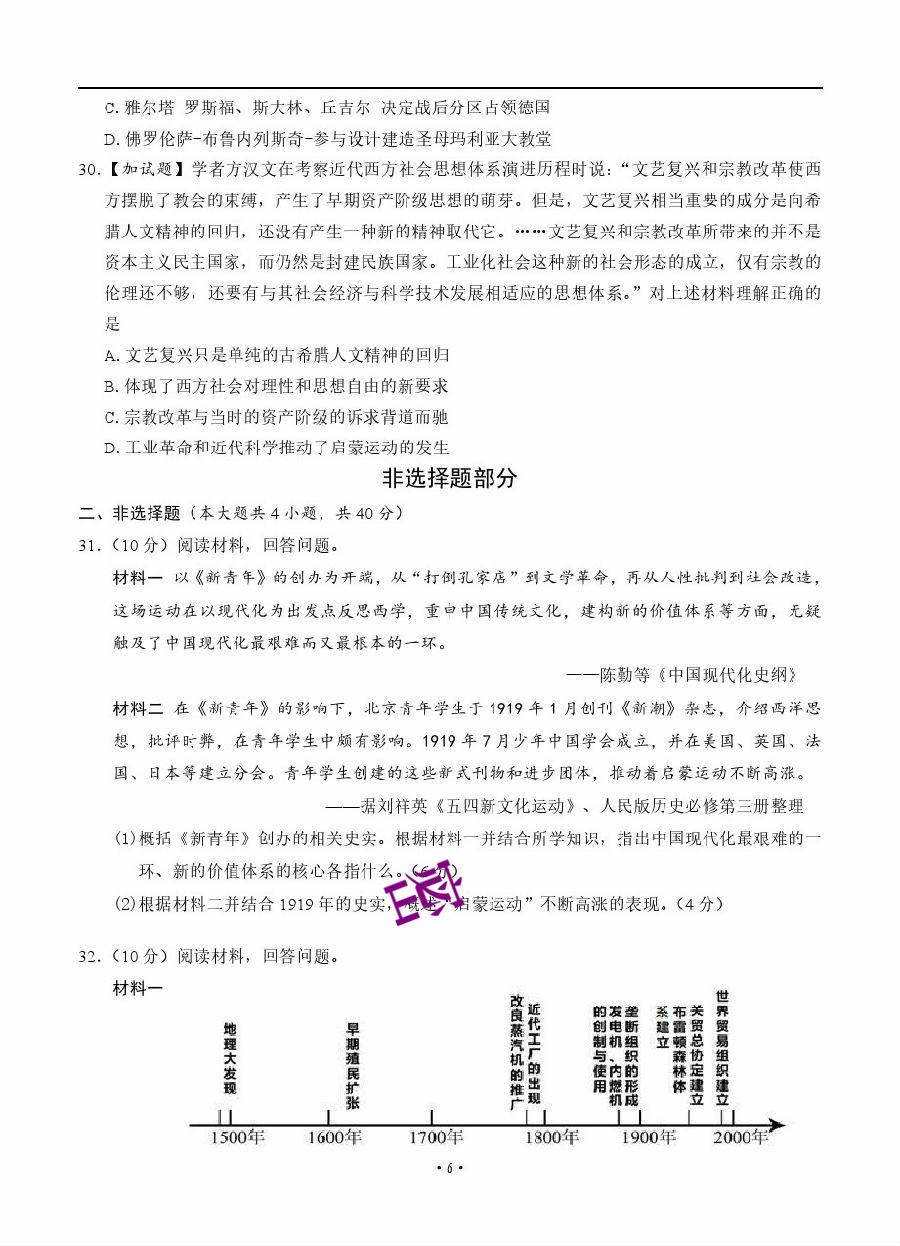 C. 雅尔塔 罗斯福、斯大林、丘吉尔 决定战后分区占领德国
D. 佛罗伦萨-布鲁内列斯奇-参与设计建造圣母玛利亚大教堂
30.【加试题】学者方汉文在考察近代西方社会思想体系演进历程时说：“文艺复兴和宗教改革使西
方摆脱了教会的束缚，产生了早期资产阶级思想的萌芽。但是，文艺复兴相当重要的成分是向希
腊人文精神的回归，还没有产生一种新的精神取代它。……文艺复兴和宗教改革所带来的并不是
资本主义民主国家，而仍然是封建民族国家。工业化社会这种新的社会形态的成立，仅有宗教的
伦理还不够，还要有与其社会经济与科学技术发展相适应的思想体系。”对上述材料理解正确的
是
A. 文艺复兴只是单纯的古希腊人文精神的回归
B. 体现了西方社会对理性和思想自由的新要求
C. 宗教改革与当时的资产阶级的诉求背道而驰
D. 工业革命和近代科学推动了启蒙运动的发生
非选择题部分
二、非选择题（本大题共 4 小题，共 40 分）
31.（10 分）阅读材料，回答问题。
材料一 以《新青年》的创办为开端，从“打倒孔家店”到文学革命，再从人性批判到社会改造，
这场运动在以现代化为出发点反思西学，重申中国传统文化，建构新的价值体系等方面，无疑
触及了中国现代化最艰难而又最根本的一环。
——陈勤等《中国现代化史纲》
材料二 在《新青年》的影响下，北京青年学生于 1919 年 1 月创刊《新潮》杂志，介绍西洋思
想，批评时弊，在青年学生中颇有影响。1919 年 7 月少年中国学会成立，并在美国、英国、法
国、日本等建立分会。青年学生创建的这些新式刊物和进步团体，推动着启蒙运动不断高涨。
——据刘祥英《五四新文化运动》、人民版历史必修第三册整理
(1)概括《新青年》创办的相关史实。根据材料一并结合所学知识，指出中国现代化最艰难的一
环、新的价值体系的核心各指什么。（6 分）
(2)根据材料二并结合 1919 年的史实，概述“启蒙运动”不断高涨的表现。（4 分）
32.（10 分）阅读材料，回答问题。
材料一
地理大发现
早期殖民扩张
改良蒸汽机的推广
近代工厂的出现
发电机、内燃机的创制与使用
垄断组织的形成
布雷顿森林体系建立
关贸总协定建立
世界贸易组织建立
1500年 1600年 1700年 1800年 1900年 2000年
·6·